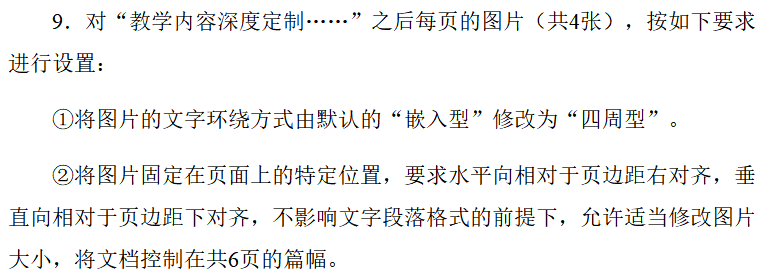 9．对“教学内容深度定制……”之后每页的图片（共4张），按如下要求
进行设置：
①将图片的文字环绕方式由默认的“嵌入型”修改为“四周型”。
②将图片固定在页面上的特定位置，要求水平向相对于页边距右对齐，垂
直向相对于页边距下对齐，不影响文字段落格式的前提下，允许适当修改图片
大小，将文档控制在共6页的篇幅。